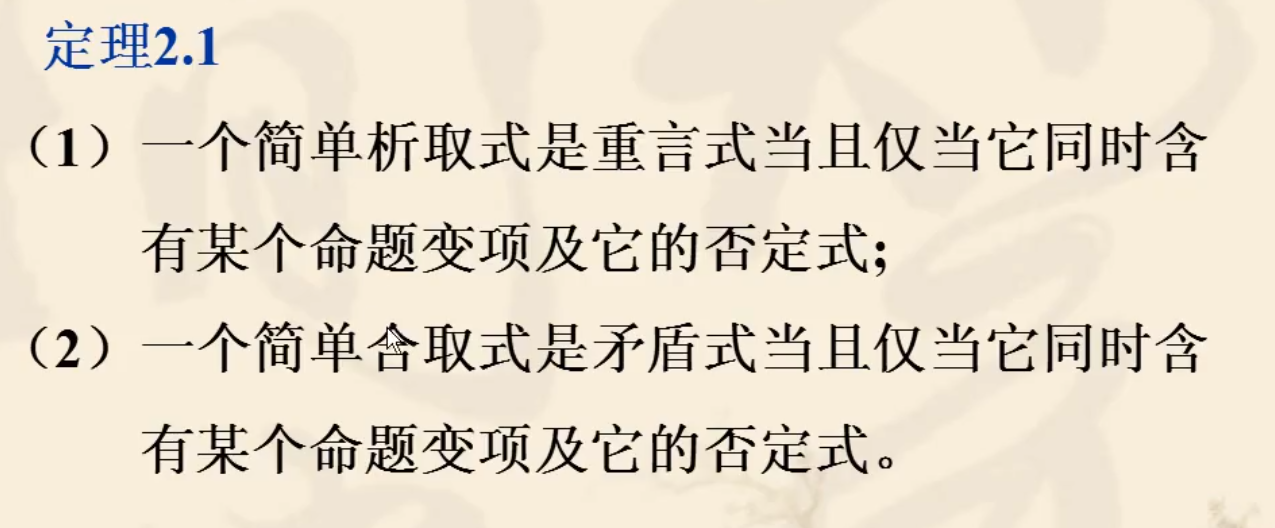 定理2.1
（1）一个简单析取式是重言式当且仅当它同时含
有某个命题变项及它的否定式；
（2）一个简单合取式是矛盾式当且仅当它同时含
有某个命题变项及它的否定式。